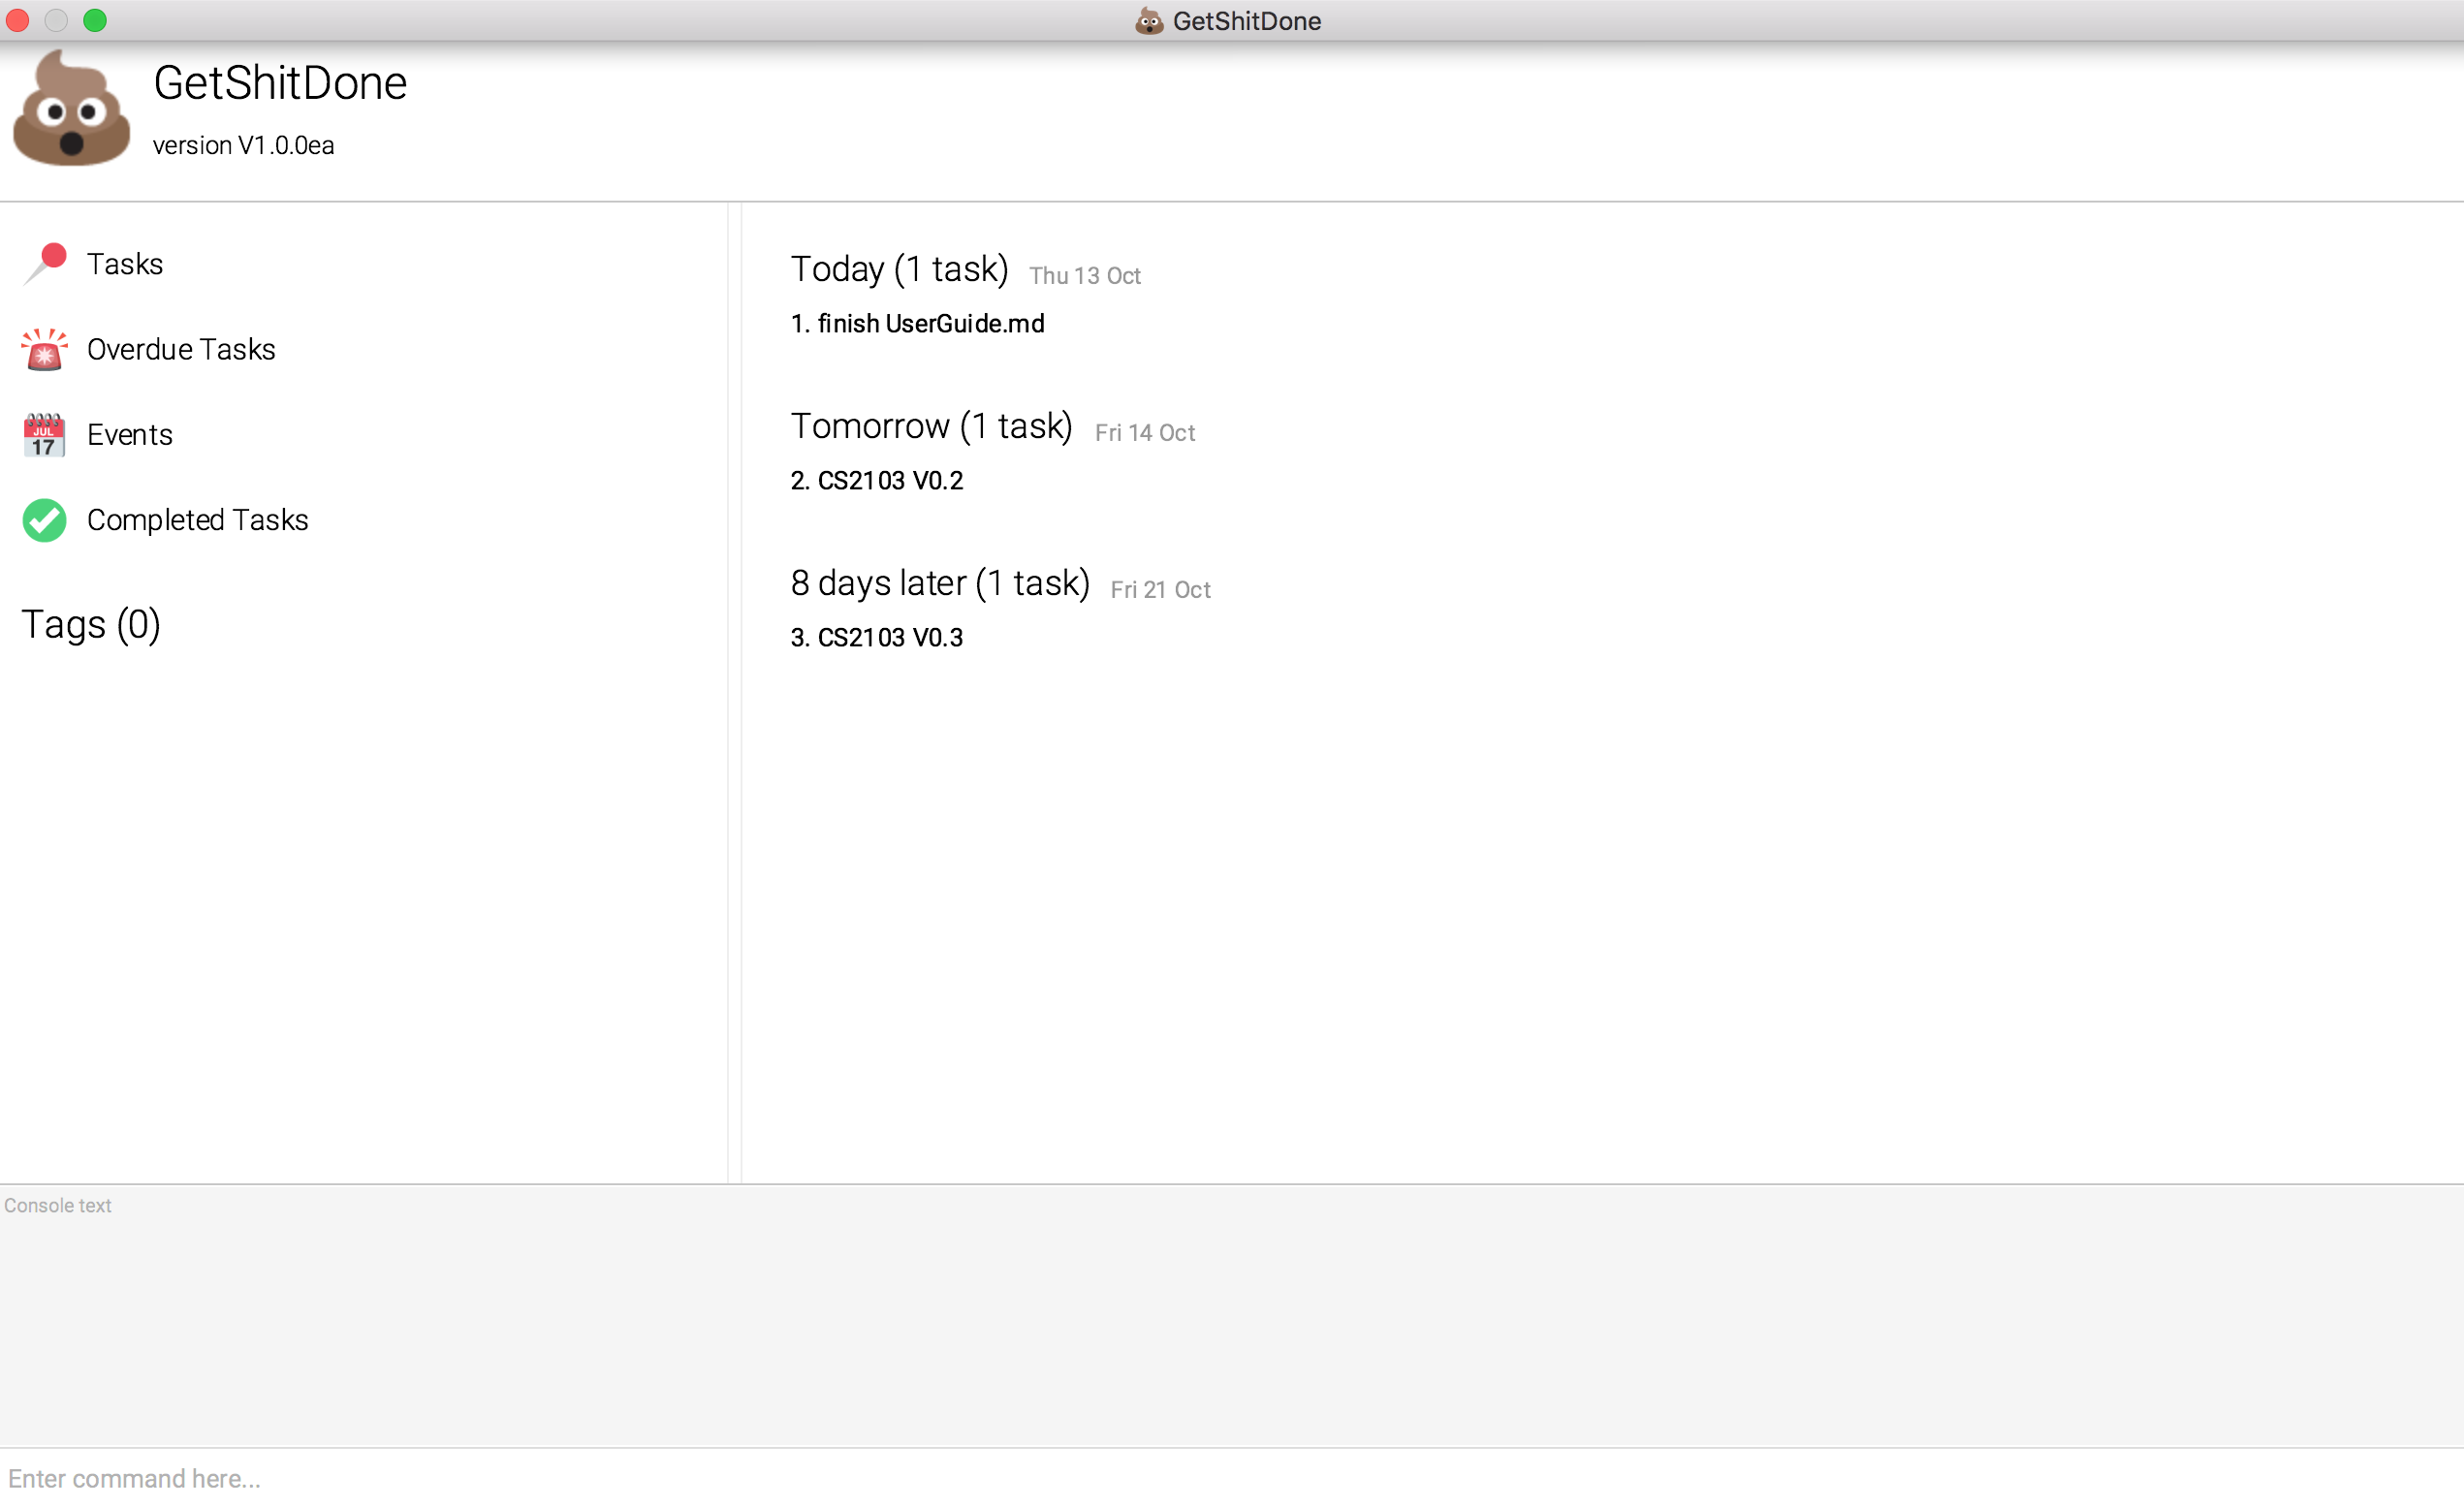 GetShitDone
GetShitDone
version V1.0.0ea
Tasks
Overdue Tasks
JUL
17
Events
Completed Tasks
Tags (0)
Today (1 task) Thu 13 Oct
1. finish UserGuide.md
Tomorrow (1 task) Fri 14 Oct
2. CS2103 V0.2
8 days later (1 task) Fri 21 Oct
3. CS2103 V0.3
Console text
Enter command here...